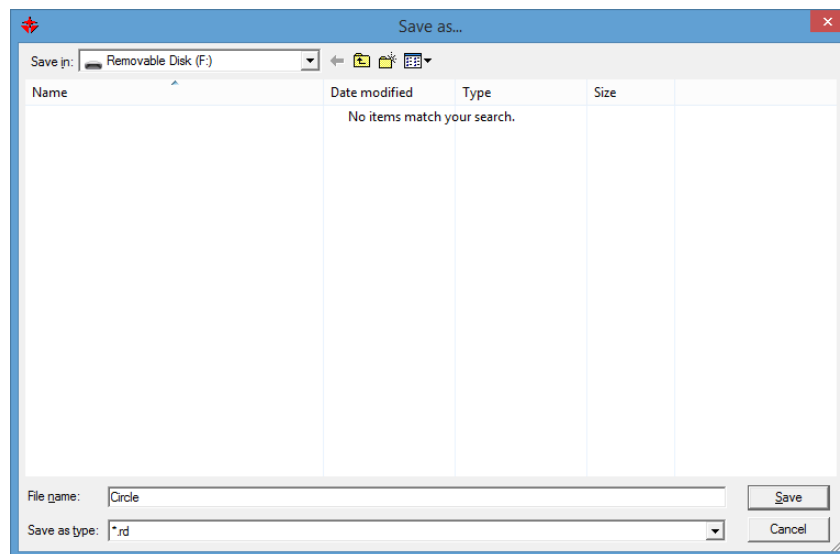 Save as...
Save in: Removable Disk (F:)
Name Date modified Type Size
No items match your search.
File name: Circle Save
Save as type: *.rd Cancel